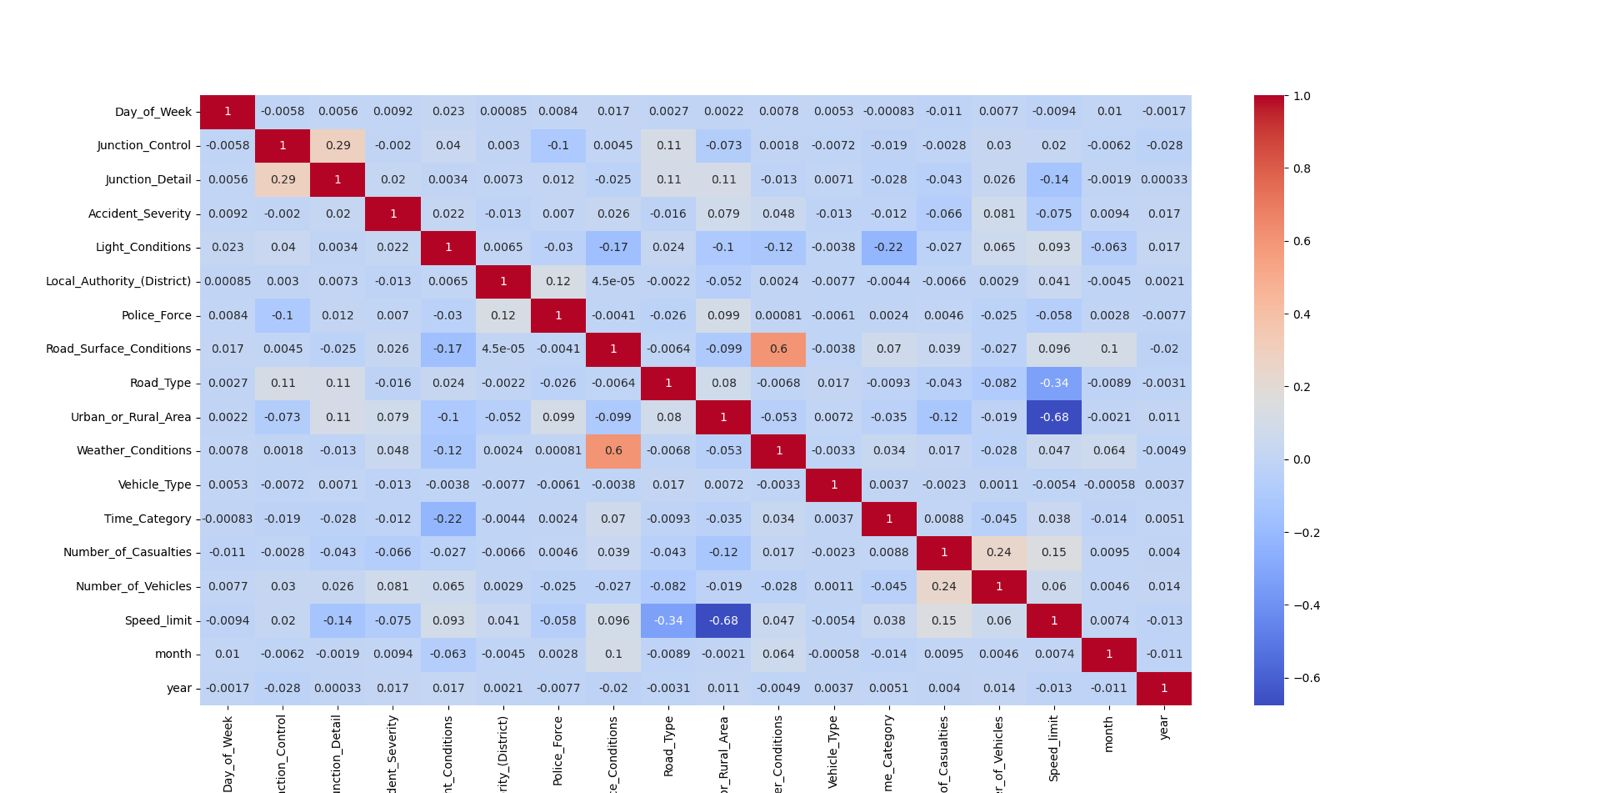 Day_of_Week 1 -0.0058 0.0056 0.0092 0.023 0.00085 0.0084 0.017 0.0027 0.0022 0.0078 0.0053 -0.00083 -0.011 0.0077 -0.0094 0.01 -0.0017
Junction_Control -0.0058 1 0.29 -0.002 0.04 0.003 -0.1 0.0045 0.11 -0.073 0.0018 -0.0072 -0.019 -0.0028 0.03 0.02 -0.0062 -0.028
Junction_Detail 0.0056 0.29 1 0.02 0.0034 0.0073 0.012 -0.025 0.11 0.11 -0.013 0.0071 -0.028 -0.043 0.026 -0.14 -0.0019 0.00033
Accident_Severity 0.0092 -0.002 0.02 1 0.022 -0.013 0.007 0.026 -0.016 0.079 0.048 -0.013 -0.012 -0.066 0.081 -0.075 0.0094 0.017
Light_Conditions 0.023 0.04 0.0034 0.022 1 0.0065 -0.03 -0.17 0.024 -0.1 -0.12 -0.0038 -0.22 -0.027 0.065 0.093 -0.063 0.017
Local_Authority_(District) 0.00085 0.003 0.0073 -0.013 0.0065 1 0.12 4.5e-05 -0.0022 -0.052 0.0024 -0.0077 -0.0044 -0.0066 0.0029 0.041 -0.0045 0.0021
Police_Force 0.0084 -0.1 0.012 0.007 -0.03 0.12 1 -0.0041 -0.026 0.099 0.00081 -0.0061 0.0024 0.0046 -0.025 -0.058 0.0028 -0.0077
Road_Surface_Conditions 0.017 0.0045 -0.025 0.026 -0.17 4.5e-05 -0.0041 1 -0.0064 -0.099 0.6 -0.0038 0.07 0.039 -0.027 0.096 0.1 -0.02
Road_Type 0.0027 0.11 0.11 -0.016 0.024 -0.0022 -0.026 -0.0064 1 0.08 -0.0068 0.017 -0.0093 -0.043 -0.082 -0.34 -0.0089 -0.0031
Urban_or_Rural_Area 0.0022 -0.073 0.11 0.079 -0.1 -0.052 0.099 -0.099 0.08 1 -0.053 0.0072 -0.035 -0.12 -0.019 -0.68 -0.0021 0.011
Weather_Conditions 0.0078 0.0018 -0.013 0.048 -0.12 0.0024 0.00081 0.6 -0.0068 -0.053 1 -0.0033 0.034 0.017 -0.028 0.047 0.064 -0.0049
Vehicle_Type 0.0053 -0.0072 0.0071 -0.013 -0.0038 -0.0077 -0.0061 -0.0038 0.017 0.0072 -0.0033 1 0.0037 -0.0023 0.0011 -0.0054 -0.00058 0.0037
Time_Category -0.00083 -0.019 -0.028 -0.012 -0.22 -0.0044 0.0024 0.07 -0.0093 -0.035 0.034 0.0037 1 0.0088 -0.045 0.038 -0.014 0.0051
Number_of_Casualties -0.011 -0.0028 -0.043 -0.066 -0.027 -0.0066 0.0046 0.039 -0.043 -0.12 0.017 -0.0023 0.0088 1 0.24 0.15 0.0095 0.004
Number_of_Vehicles 0.0077 0.03 0.026 0.081 0.065 0.0029 -0.025 -0.027 -0.082 -0.019 -0.028 0.0011 -0.045 0.24 1 0.06 0.0046 0.014
Speed_limit -0.0094 0.02 -0.14 -0.075 0.093 0.041 -0.058 0.096 -0.34 -0.68 0.047 -0.0054 0.038 0.15 0.06 1 0.0074 -0.013
month 0.01 -0.0062 -0.0019 0.0094 -0.063 -0.0045 0.0028 0.1 -0.0089 -0.0021 0.064 -0.00058 -0.014 0.0095 0.0046 0.0074 1 -0.011
year -0.0017 -0.028 0.00033 0.017 0.017 0.0021 -0.0077 -0.02 -0.0031 0.011 -0.0049 0.0037 0.0051 0.004 0.014 -0.013 -0.011 1
Day_of_Week
nction_Control
unction_Detail
dent_Severity
ht_Conditions
rity_(District)
Police_Force
ce_Conditions
Road_Type
or_Rural_Area
er_Conditions
Vehicle_Type
me_Category
of_Casualties
er_of_Vehicles
Speed_limit
month
year
1.0
0.8
0.6
0.4
0.2
0.0
−0.2
−0.4
−0.6